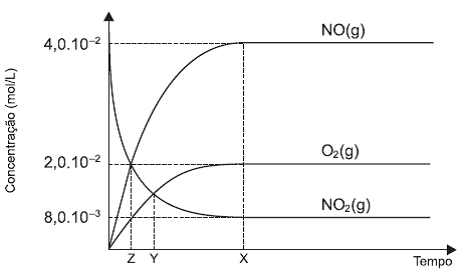 Concentração (mol/L)
4,0.10⁻²
NO(g)
2,0.10⁻²
O₂(g)
8,0.10⁻³
NO₂(g)
Z Y X Tempo